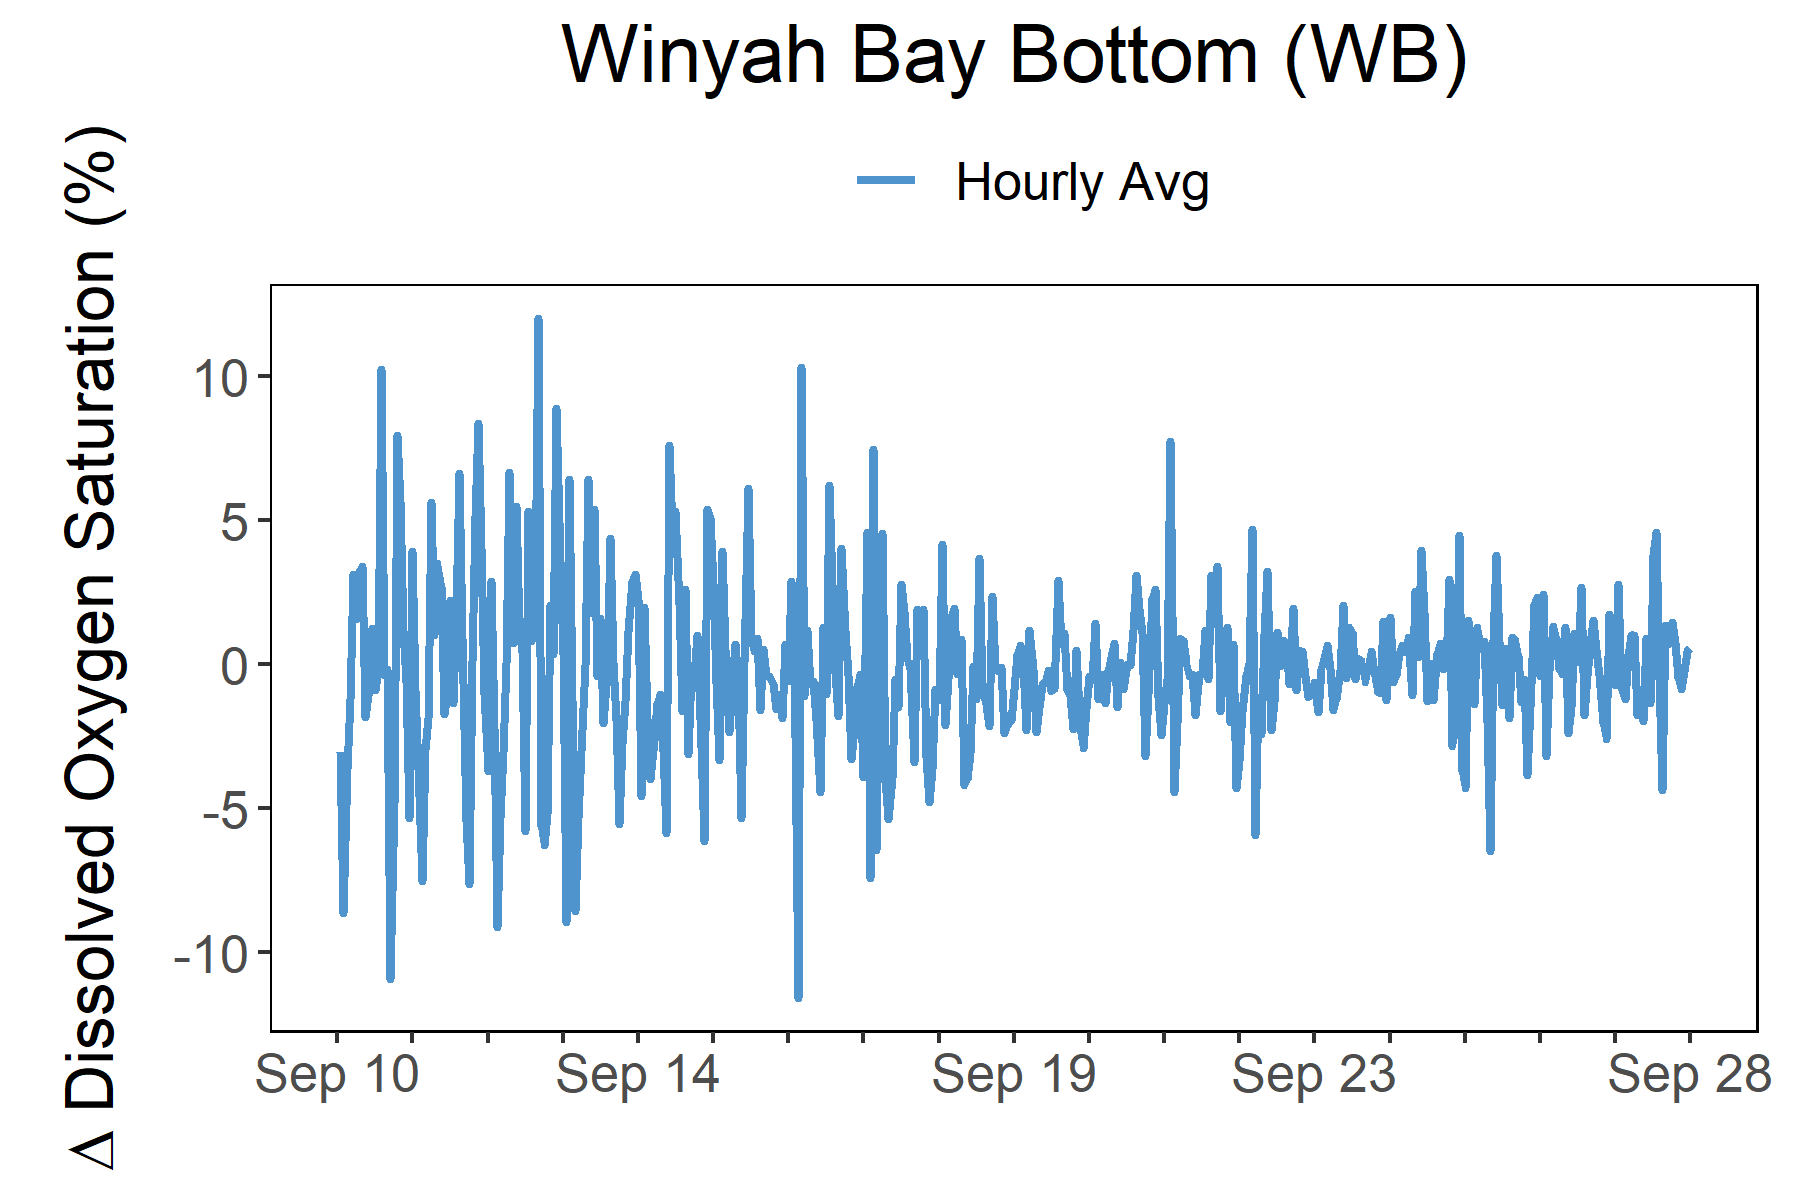 Winyah Bay Bottom (WB)
Hourly Avg
Δ Dissolved Oxygen Saturation (%)
10
5
0
-5
-10
Sep 10 Sep 14 Sep 19 Sep 23 Sep 28